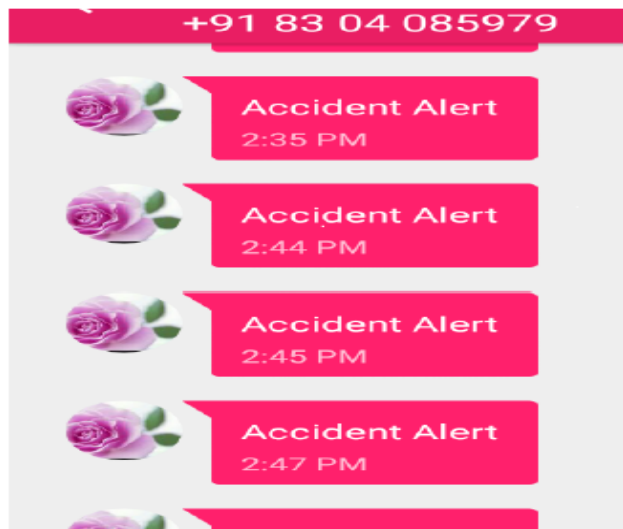 +91 83 04 085979
Accident Alert
2:35 PM
Accident Alert
2:44 PM
Accident Alert
2:45 PM
Accident Alert
2:47 PM